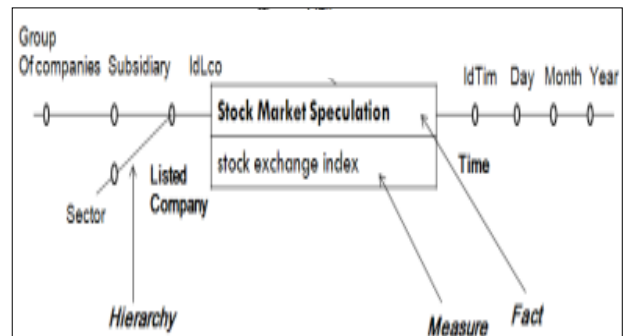 Group
Of companies Subsidiary IdLco
IdTim Day Month Year
Stock Market Speculation
stock exchange index
Listed
Company
Time
Sector
Hierarchy
Measure
Fact